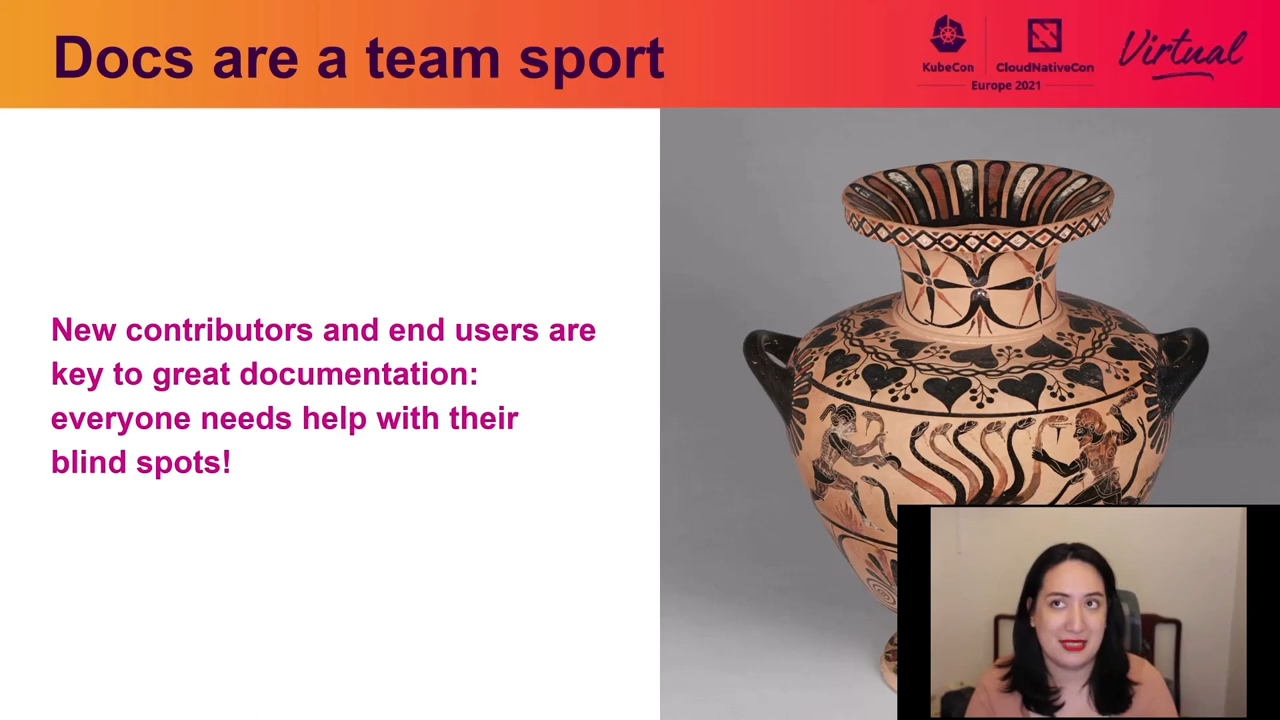 Docs are a team sport
KubeCon
CloudNativeCon
Europe 2021
Virtual
New contributors and end users are
key to great documentation:
everyone needs help with their
blind spots!